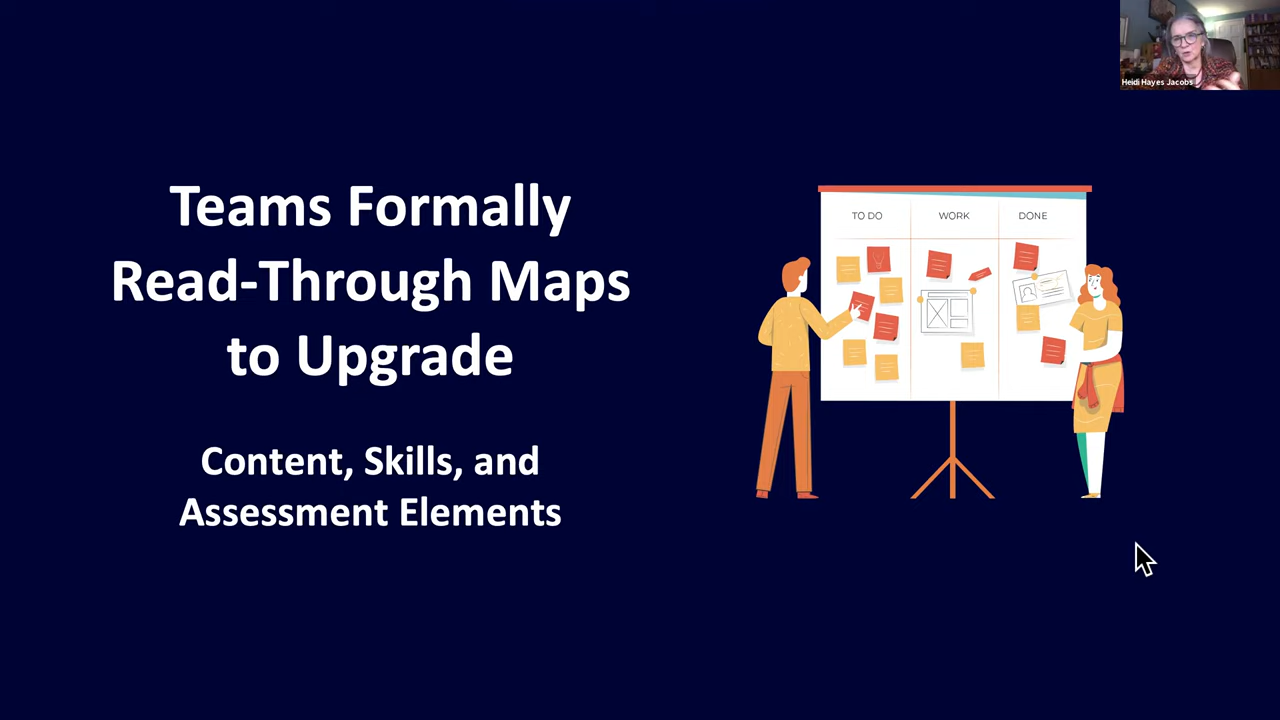 Heidi Hayes Jacobs
Teams Formally
Read-Through Maps
to Upgrade
Content, Skills, and
Assessment Elements
TO DO
WORK
DONE